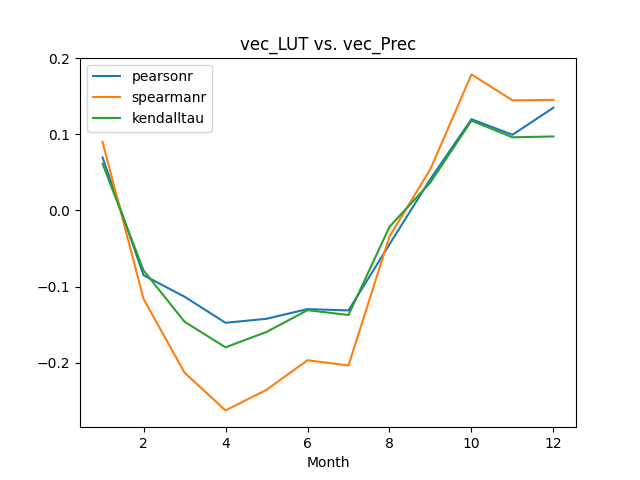 vec_LUT vs. vec_Prec
pearsonr
spearmanr
kendalltau
0.2
0.1
0.0
−0.1
−0.2
2 4 6 8 10 12
Month